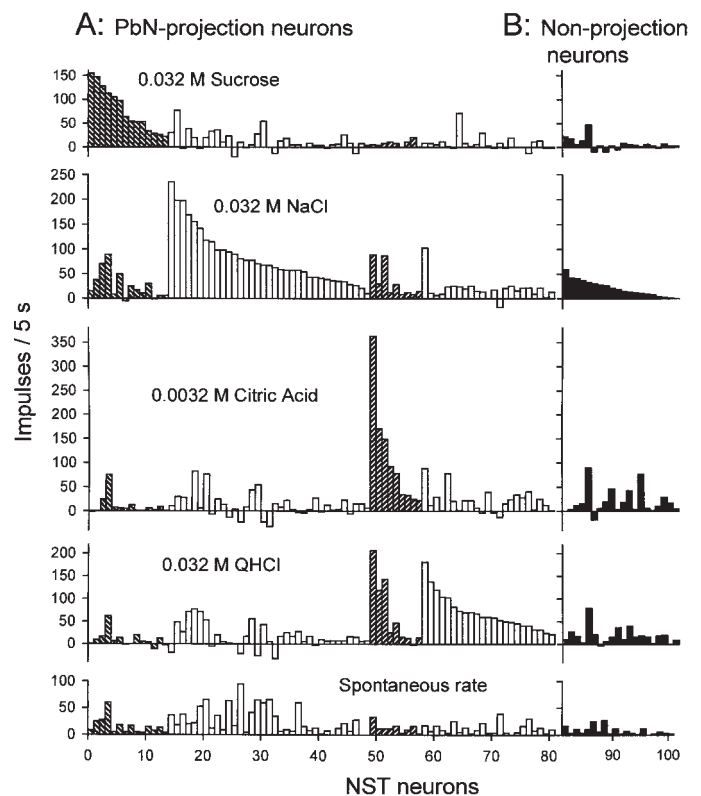 A: PbN-projection neurons
B: Non-projection
neurons
0.032 M Sucrose
150
100
50
0
0.032 M NaCl
250
200
150
100
50
0
Impulses / 5 s
0.0032 M Citric Acid
350
300
250
200
150
100
50
0
0.032 M QHCl
200
150
100
50
0
Spontaneous rate
100
50
0
0 10 20 30 40 50 60 70 80 90 100
NST neurons